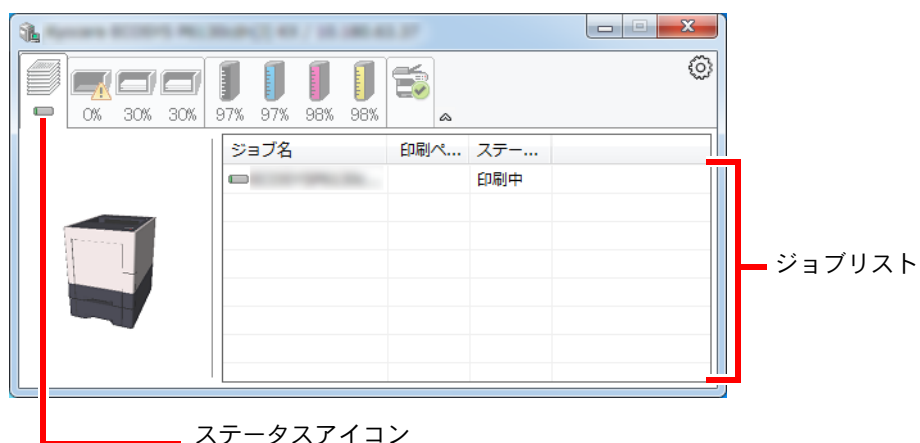 0% 30% 30% 97% 97% 98% 98%
ジョブ名 印刷ペ... ステー...
印刷中
ジョブリスト
ステータスアイコン